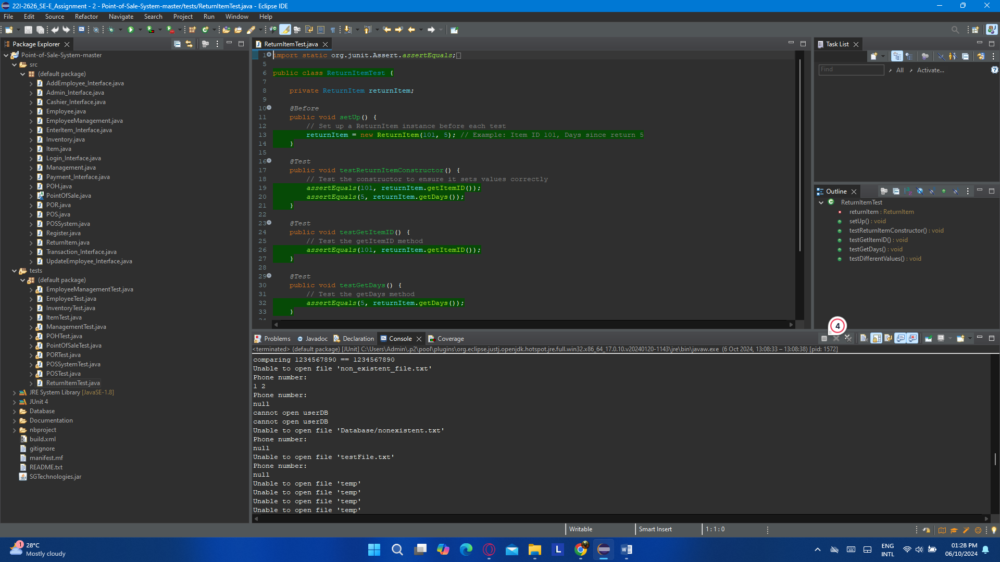 22I-2626_SE-E_Assignment - 2 - Point-of-Sale-System-master/tests/ReturnItemTest.java - Eclipse IDE
File Edit Source Refactor Navigate Search Project Run Window Help
Package Explorer
Point-of-Sale-System-master
src
(default package)
AddEmployee_Interface.java
Admin_Interface.java
Cashier_Interface.java
Employee.java
EmployeeManagement.java
EnterItem_Interface.java
Inventory.java
Item.java
Login_Interface.java
Management.java
Payment_Interface.java
POH.java
PointOfSale.java
POR.java
POS.java
POSSystem.java
Register.java
ReturnItem.java
Transaction_Interface.java
UpdateEmployee_Interface.java
tests
(default package)
EmployeeManagementTest.java
EmployeeTest.java
InventoryTest.java
ItemTest.java
ManagementTest.java
POHTest.java
PointOfSaleTest.java
PORTest.java
POSSystemTest.java
POSTest.java
ReturnItemTest.java
JRE System Library [JavaSE-1.8]
JUnit 4
Database
Documentation
nbproject
build.xml
gitignore
manifest.mf
README.txt
SGTechnologies.jar
ReturnItemTest.java
1 import static org.junit.Assert.assertEquals;
5
6 public class ReturnItemTest {
7
8 private ReturnItem returnItem;
9
10 @Before
11 public void setUp() {
12 // Set up a ReturnItem instance before each test
13 returnItem = new ReturnItem(101, 5); // Example: Item ID 101, Days since return 5
14 }
15
16 @Test
17 public void testReturnItemConstructor() {
18 // Test the constructor to ensure it sets values correctly
19 assertEquals(101, returnItem.getItemID());
20 assertEquals(5, returnItem.getDays());
21 }
22
23 @Test
24 public void testGetItemID() {
25 // Test the getItemID method
26 assertEquals(101, returnItem.getItemID());
27 }
28
29 @Test
30 public void testGetDays() {
31 // Test the getDays method
32 assertEquals(5, returnItem.getDays());
33 }
Task List
Find All Activate...
Outline
ReturnItemTest
returnItem : ReturnItem
setUp() : void
testReturnItemConstructor() : void
testGetItemID() : void
testGetDays() : void
testDifferentValues() : void
4
Problems Javadoc Declaration Console Coverage
<terminated> (default package) [JUnit] C:\Users\Admin\.p2\pool\plugins\org.eclipse.justj.openjdk.hotspot.jre.full.win32.x86_64_17.0.10.v20240120-1143\jre\bin\javaw.exe (6 Oct 2024, 13:08:33 – 13:08:38) [pid: 1572]
comparing 1234567890 == 1234567890
Unable to open file 'non_existent_file.txt'
Phone number:
1 2
Phone number:
null
cannot open userDB
cannot open userDB
Unable to open file 'Database/nonexistent.txt'
Phone number:
null
Unable to open file 'testFile.txt'
Phone number:
null
Unable to open file 'temp'
Unable to open file 'temp'
Unable to open file 'temp'
Unable to open file 'temp'
Writable Smart Insert 1 : 1 : 0
1
28°C
Mostly cloudy
ENG
INTL
01:28 PM
06/10/2024